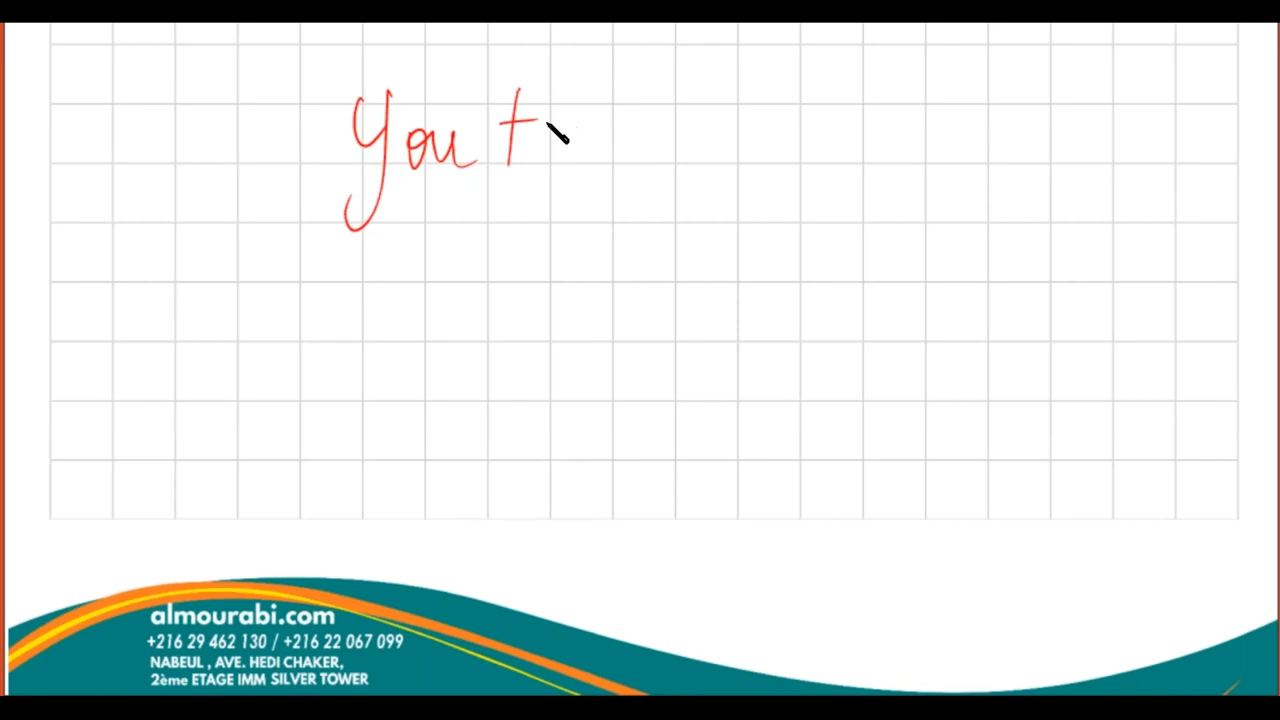 You t
almourabi.com
+216 29 462 130 / +216 22 067 099
NABEUL , AVE. HEDI CHAKER,
2ème ETAGE IMM SILVER TOWER